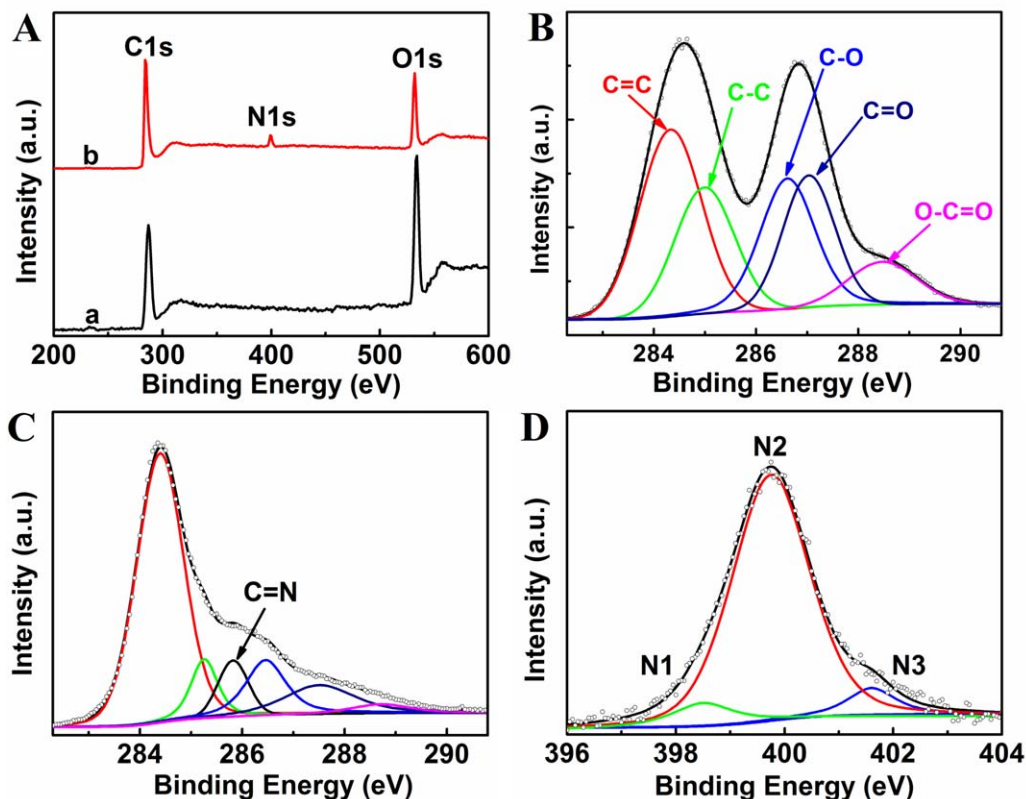 A
C1s
N1s
O1s
b
a
Intensity (a.u.)
200 300 400 500 600
Binding Energy (eV)
B
C=C
C-C
C-O
C=O
O-C=O
Intensity (a.u.)
284 286 288 290
Binding Energy (eV)
C
C=N
Intensity (a.u.)
284 286 288 290
Binding Energy (eV)
D
N1
N2
N3
Intensity (a.u.)
396 398 400 402 404
Binding Energy (eV)